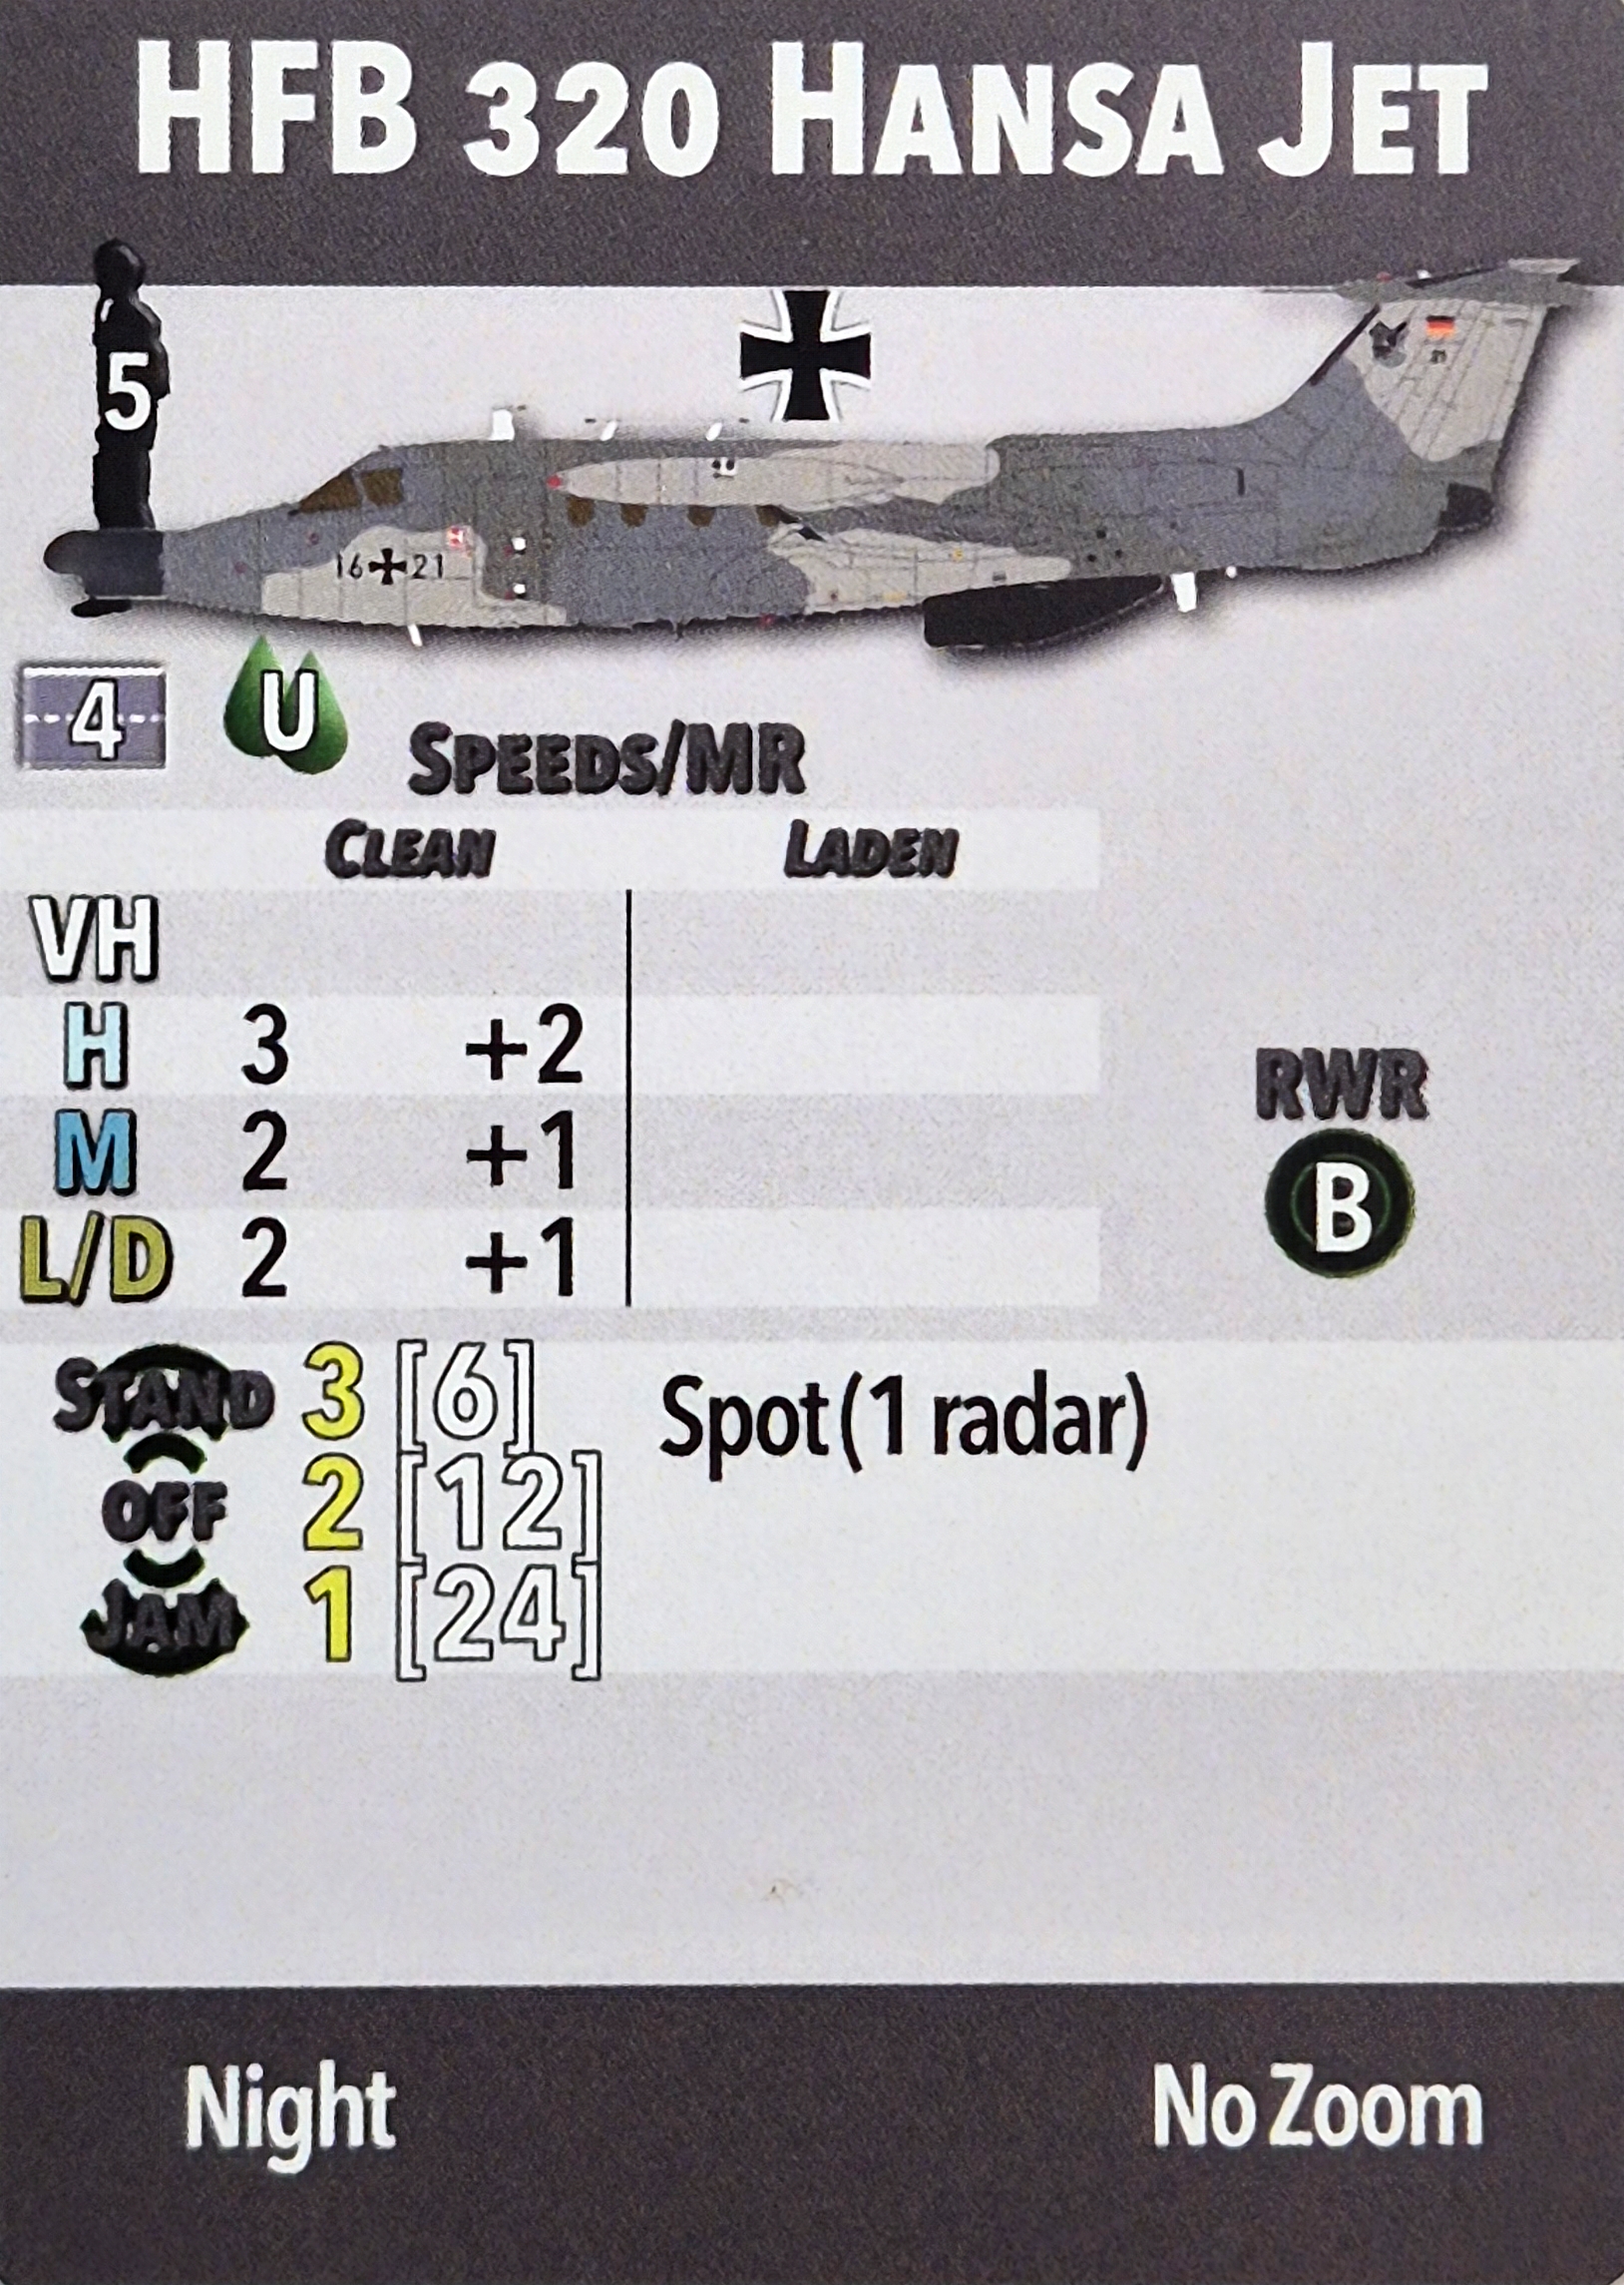 HFB 320 HANSA JET
5
16 21
4 U SPEEDS/MR
CLEAN LADEN
VH
H 3 +2
M 2 +1
L/D 2 +1
RWR
B
STAND 3 [6] Spot (1 radar)
OFF 2 [12]
JAM 1 [24]
Night No Zoom